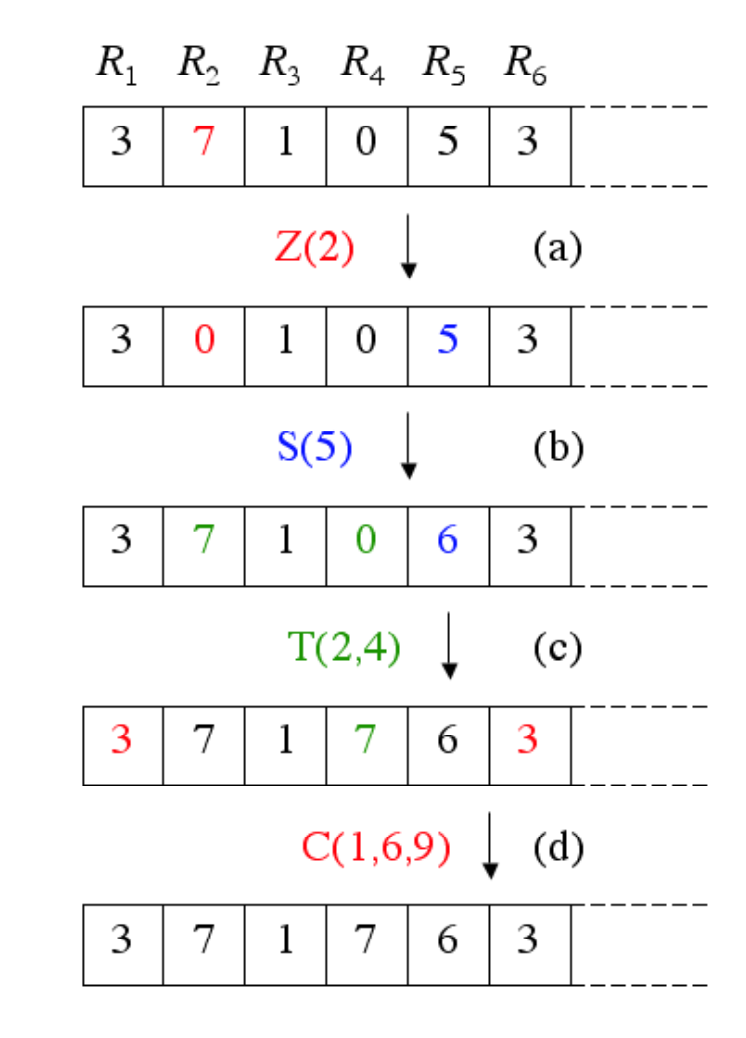 R1 R2 R3 R4 R5 R6
3 7 1 0 5 3
Z(2) (a)
3 0 1 0 5 3
S(5) (b)
3 7 1 0 6 3
T(2,4) (c)
3 7 1 7 6 3
C(1,6,9) (d)
3 7 1 7 6 3